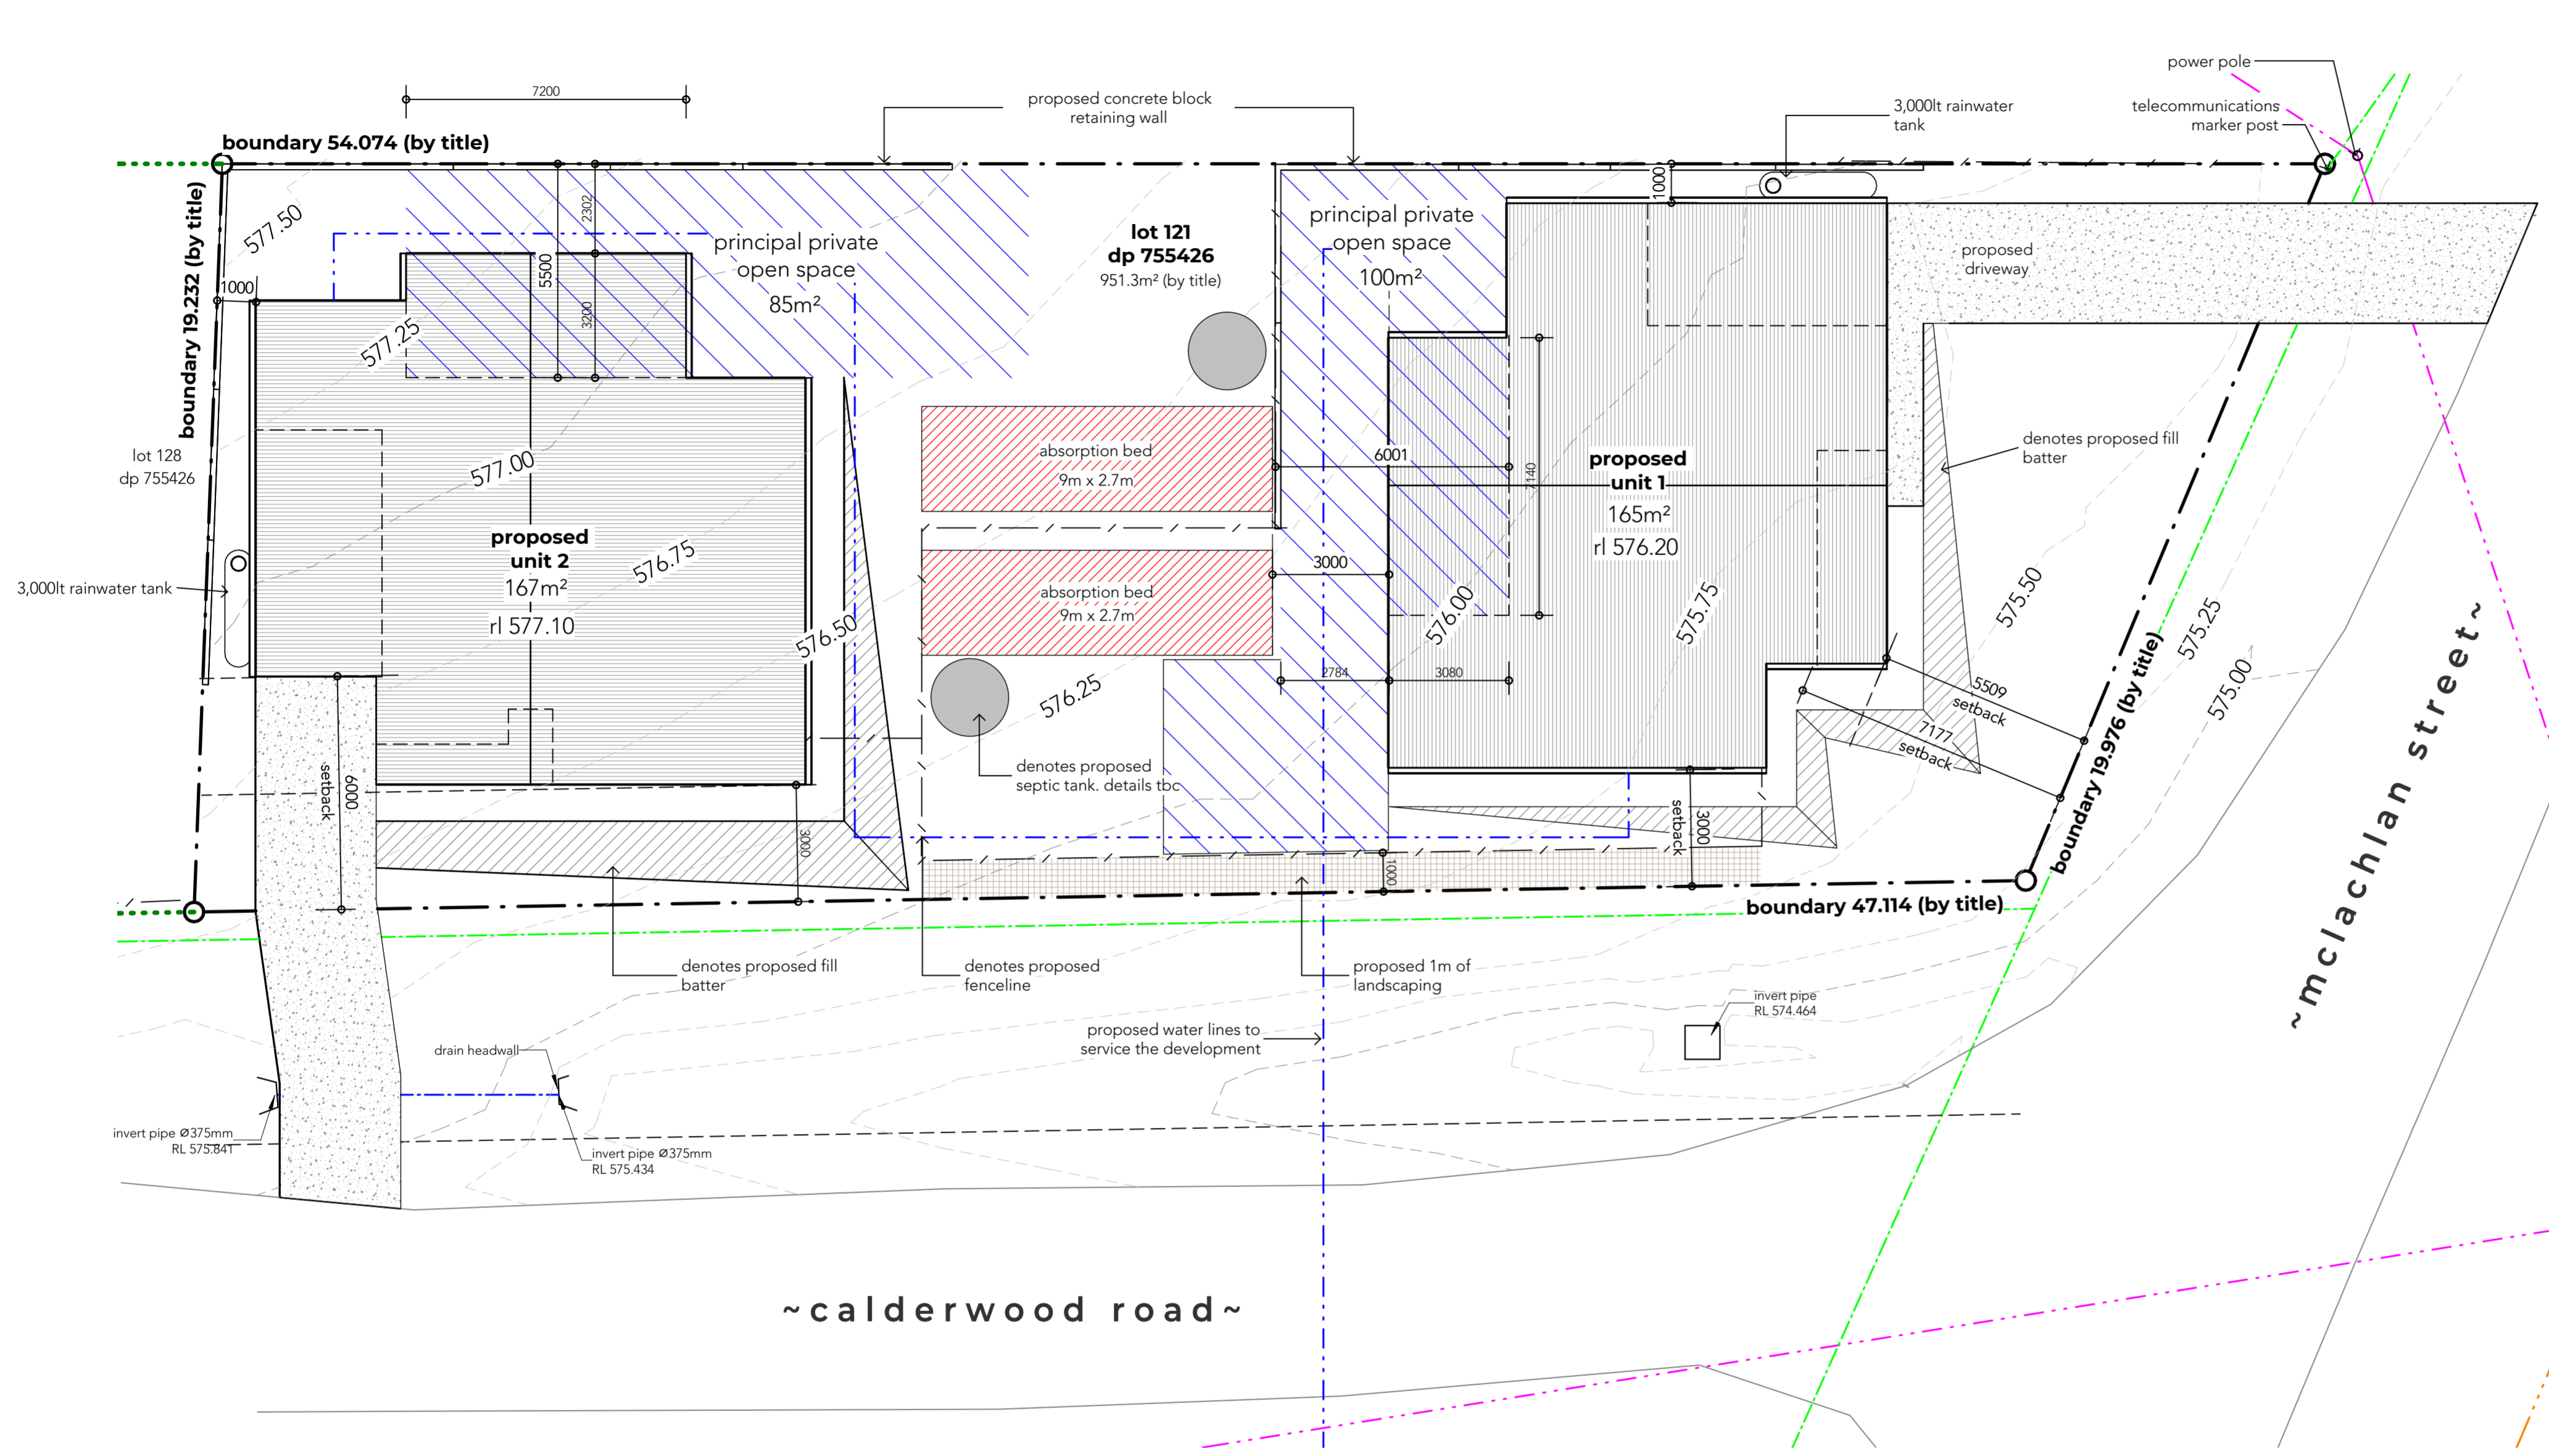 power pole
7200
proposed concrete block
retaining wall
3,000lt rainwater
tank
telecommunications
marker post
boundary 54.074 (by title)
boundary 19.232 (by title)
577.50
1000
2302
5500
3200
principal private
open space
85m²
lot 121
dp 755426
951.3m² (by title)
principal private
open space
100m²
1000
proposed
driveway
577.25
lot 128
dp 755426
577.00
absorption bed
9m x 2.7m
6001
7140
proposed
unit 1
165m²
rl 576.20
denotes proposed fill
batter
proposed
unit 2
167m²
rl 577.10
576.75
576.50
3,000lt rainwater tank
absorption bed
9m x 2.7m
3000
576.00
575.75
575.50
575.25
575.00
576.25
2784
3080
5509
setback
7177
setback
boundary 19.976 (by title)
~mclachlan street~
denotes proposed
septic tank. details tbc
6000
setback
3000
1000
3000
setback
boundary 47.114 (by title)
denotes proposed fill
batter
denotes proposed
fenceline
proposed 1m of
landscaping
invert pipe
RL 574.464
proposed water lines to
service the development
drain headwall
invert pipe Ø375mm
RL 575.841
invert pipe Ø375mm
RL 575.434
~calderwood road~